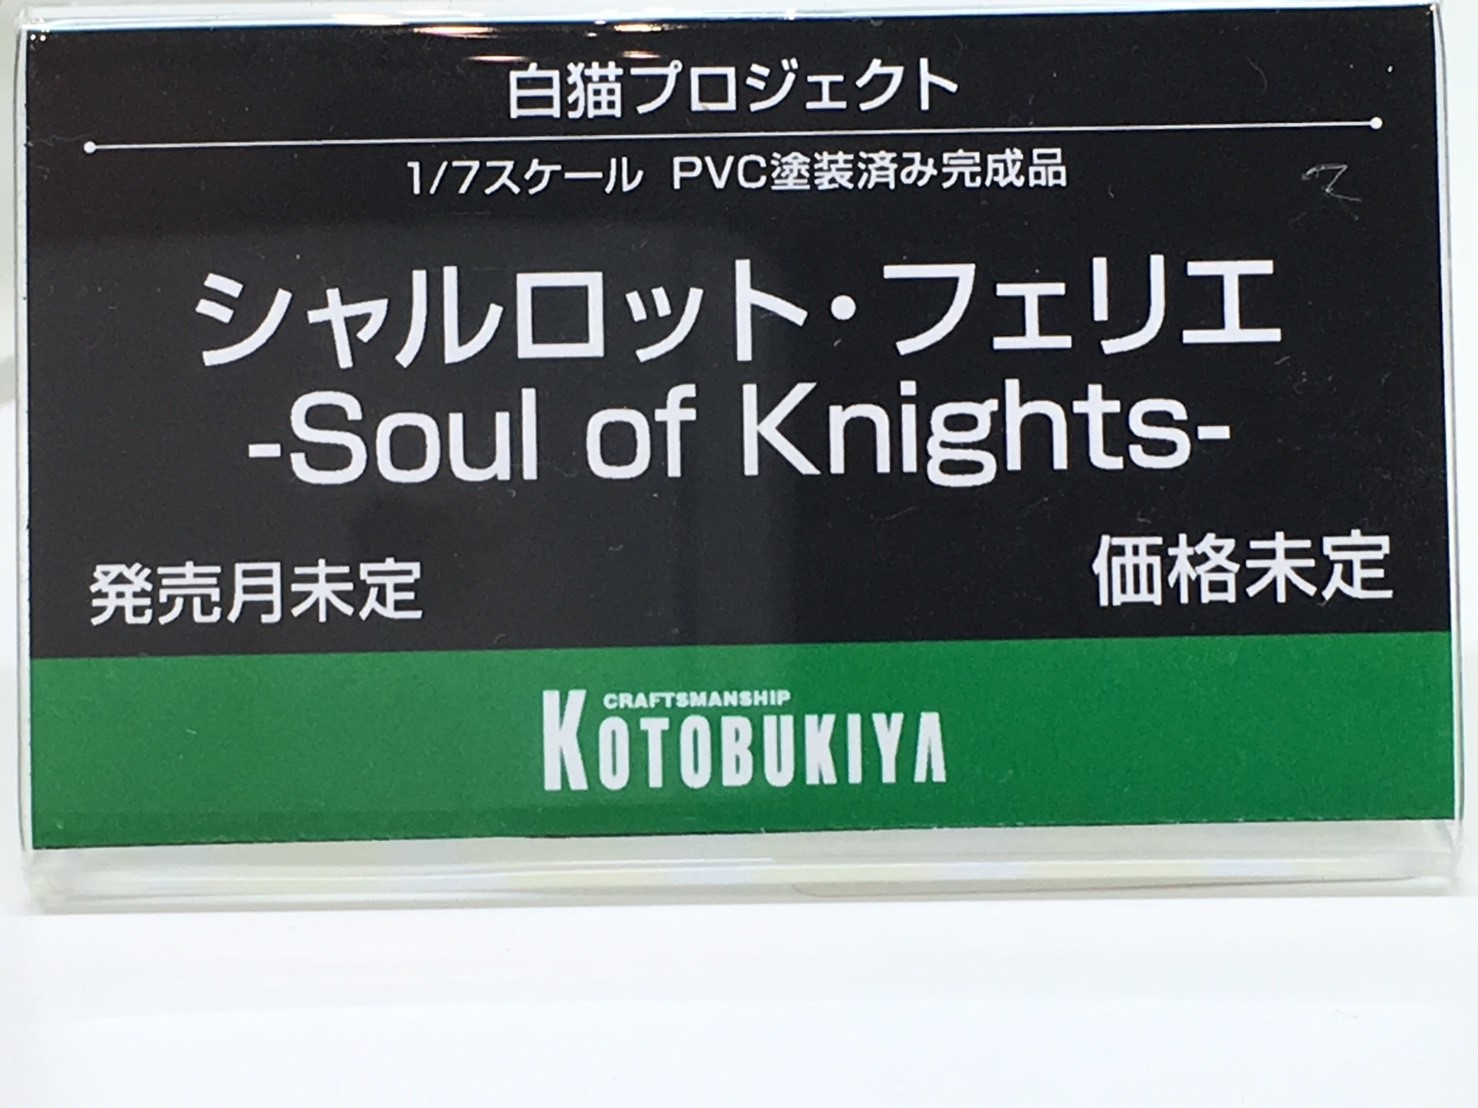 白猫プロジェクト
1/7スケール PVC塗装済み完成品
シャルロット・フェリエ
-Soul of Knights-
発売月未定
価格未定
CRAFTSMANSHIP
KOTOBUKIYA